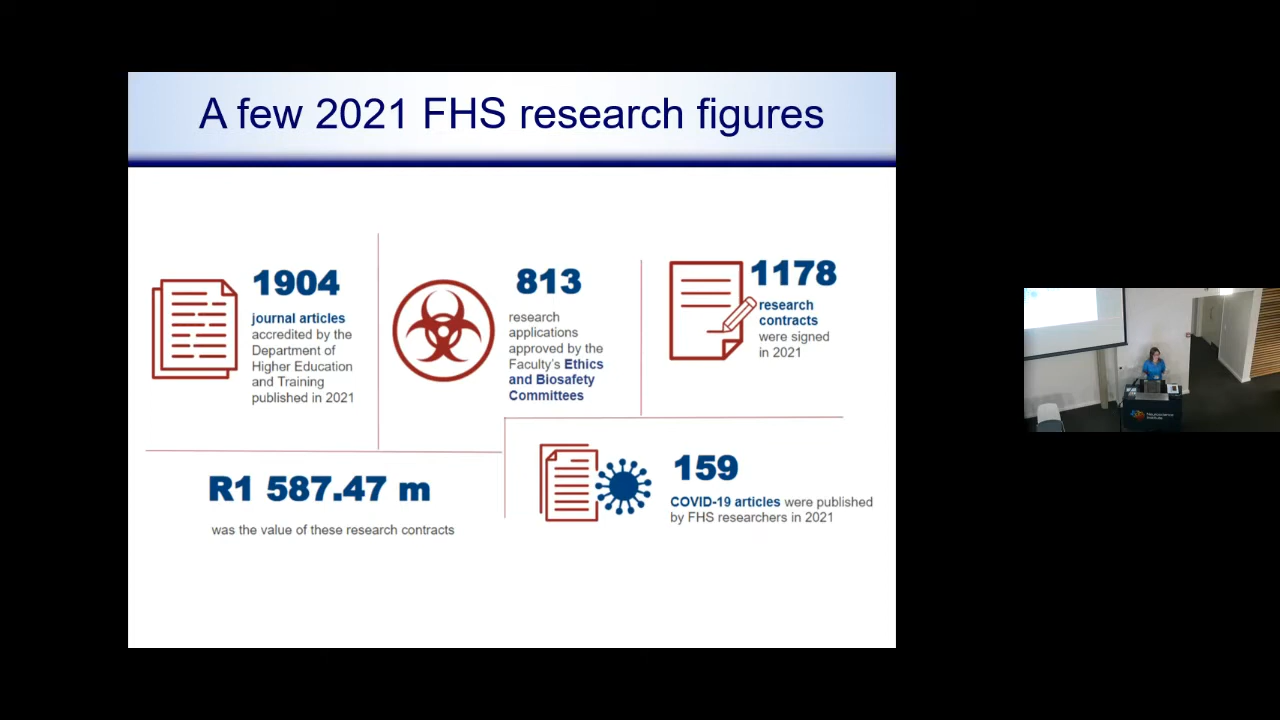 A few 2021 FHS research figures
1904
journal articles
accredited by the
Department of
Higher Education
and Training
published in 2021
813
research
applications
approved by the
Faculty's Ethics
and Biosafety
Committees
1178
research
contracts
were signed
in 2021
R1 587.47 m
was the value of these research contracts
159
COVID-19 articles were published
by FHS researchers in 2021
Neuroscience
Institute